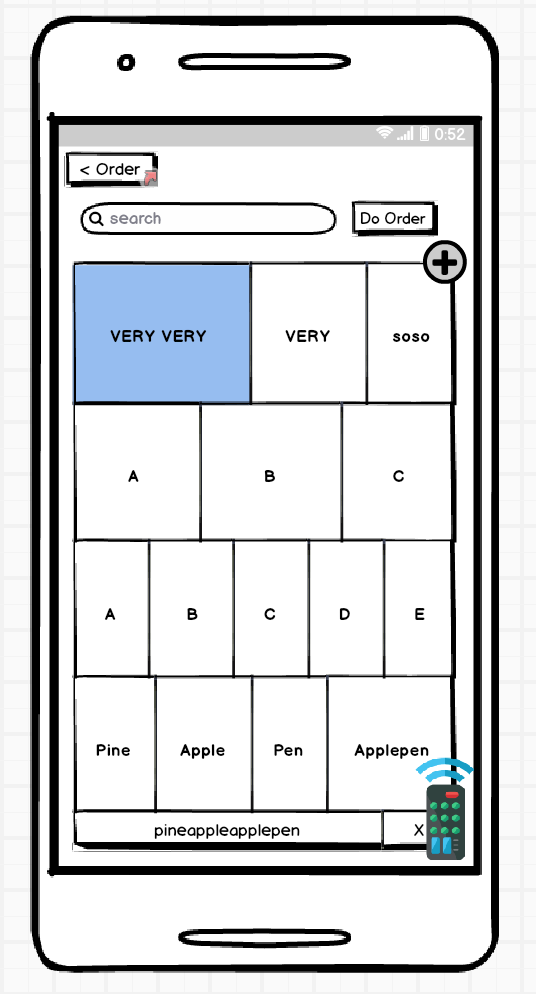 0:52
< Order
search
Do Order
VERY VERY
VERY
soso
A
B
C
A
B
C
D
E
Pine
Apple
Pen
Applepen
pineappleapplepen
X